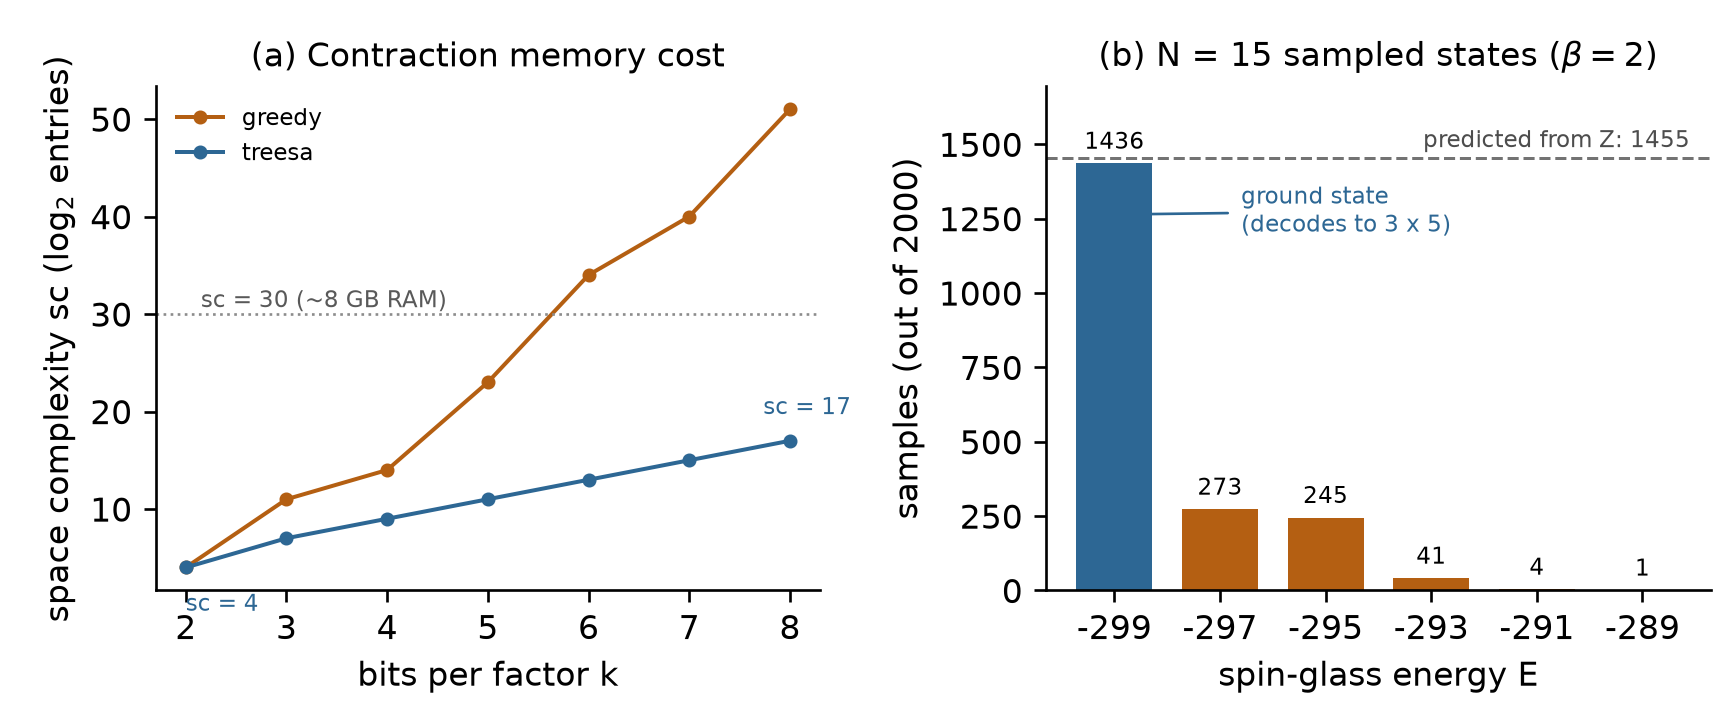 (a) Contraction memory cost
space complexity sc (log₂ entries)
50
40
30
20
10
greedy
treesa
sc = 30 (~8 GB RAM)
sc = 17
sc = 4
2 3 4 5 6 7 8
bits per factor k
(b) N = 15 sampled states (β = 2)
samples (out of 2000)
1500
1250
1000
750
500
250
0
predicted from Z: 1455
1436
ground state
(decodes to 3 x 5)
273
245
41
4
1
-299 -297 -295 -293 -291 -289
spin-glass energy E